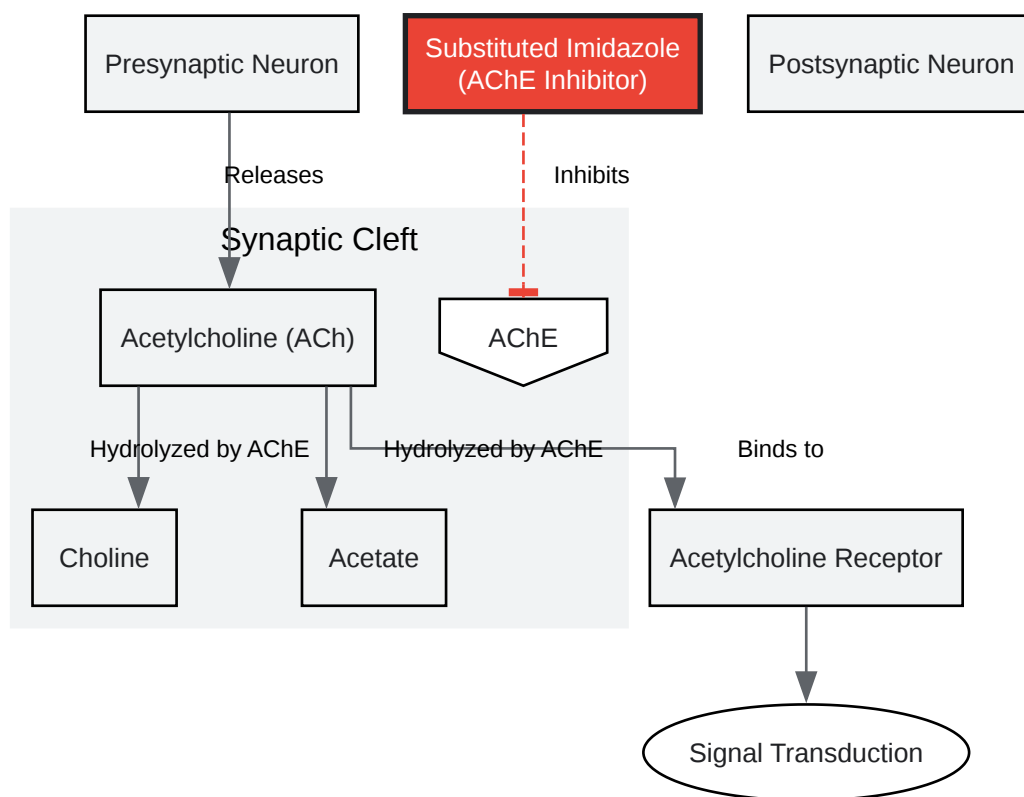 Presynaptic Neuron
Substituted Imidazole
(AChE Inhibitor)
Postsynaptic Neuron
Releases
Inhibits
Synaptic Cleft
Acetylcholine (ACh)
AChE
Hydrolyzed by AChE
Hydrolyzed by AChE
Binds to
Choline
Acetate
Acetylcholine Receptor
Signal Transduction